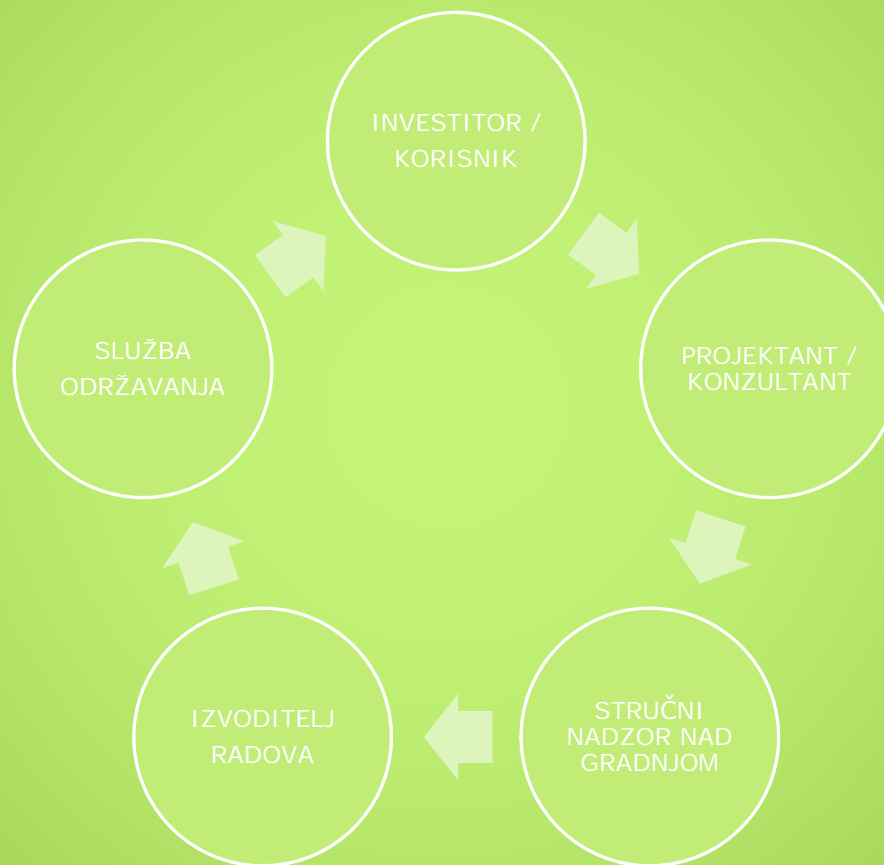 INVESTITOR /
KORISNIK
PROJEKTANT /
KONZULTANT
STRUČNI
NADZOR NAD
GRADNJOM
IZVODITELJ
RADOVA
SLUŽBA
ODRŽAVANJA